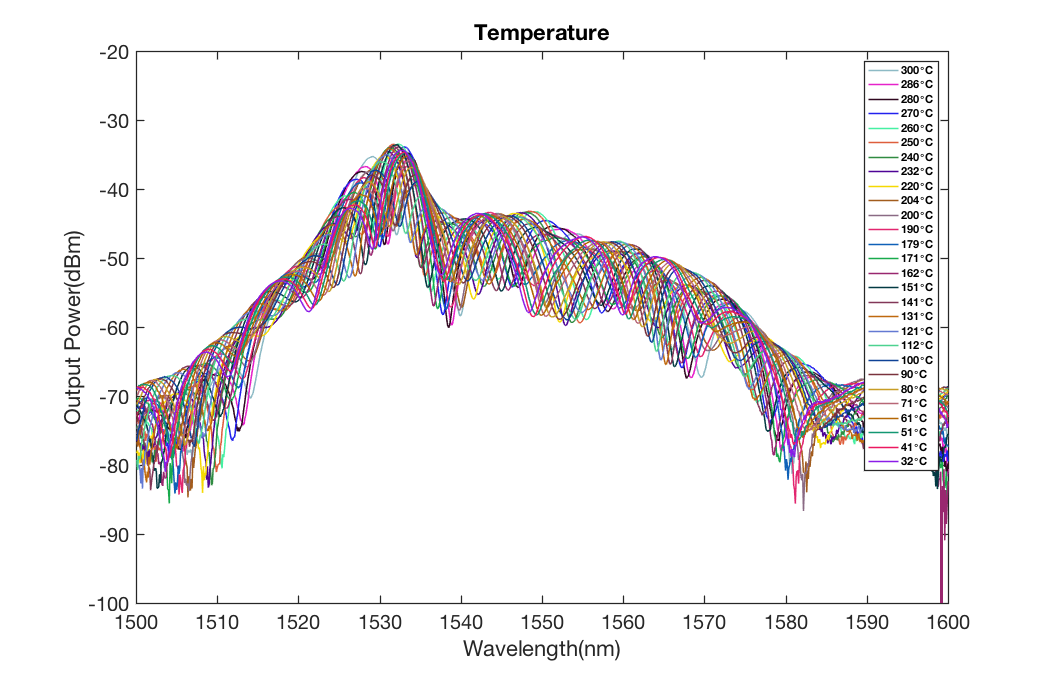 Temperature
-20
-30
-40
-50
-60
-70
-80
-90
-100
Output Power(dBm)
1500 1510 1520 1530 1540 1550 1560 1570 1580 1590 1600
Wavelength(nm)
300°C
286°C
280°C
270°C
260°C
250°C
240°C
232°C
220°C
204°C
200°C
190°C
179°C
171°C
162°C
151°C
141°C
131°C
121°C
112°C
100°C
90°C
80°C
71°C
61°C
51°C
41°C
32°C